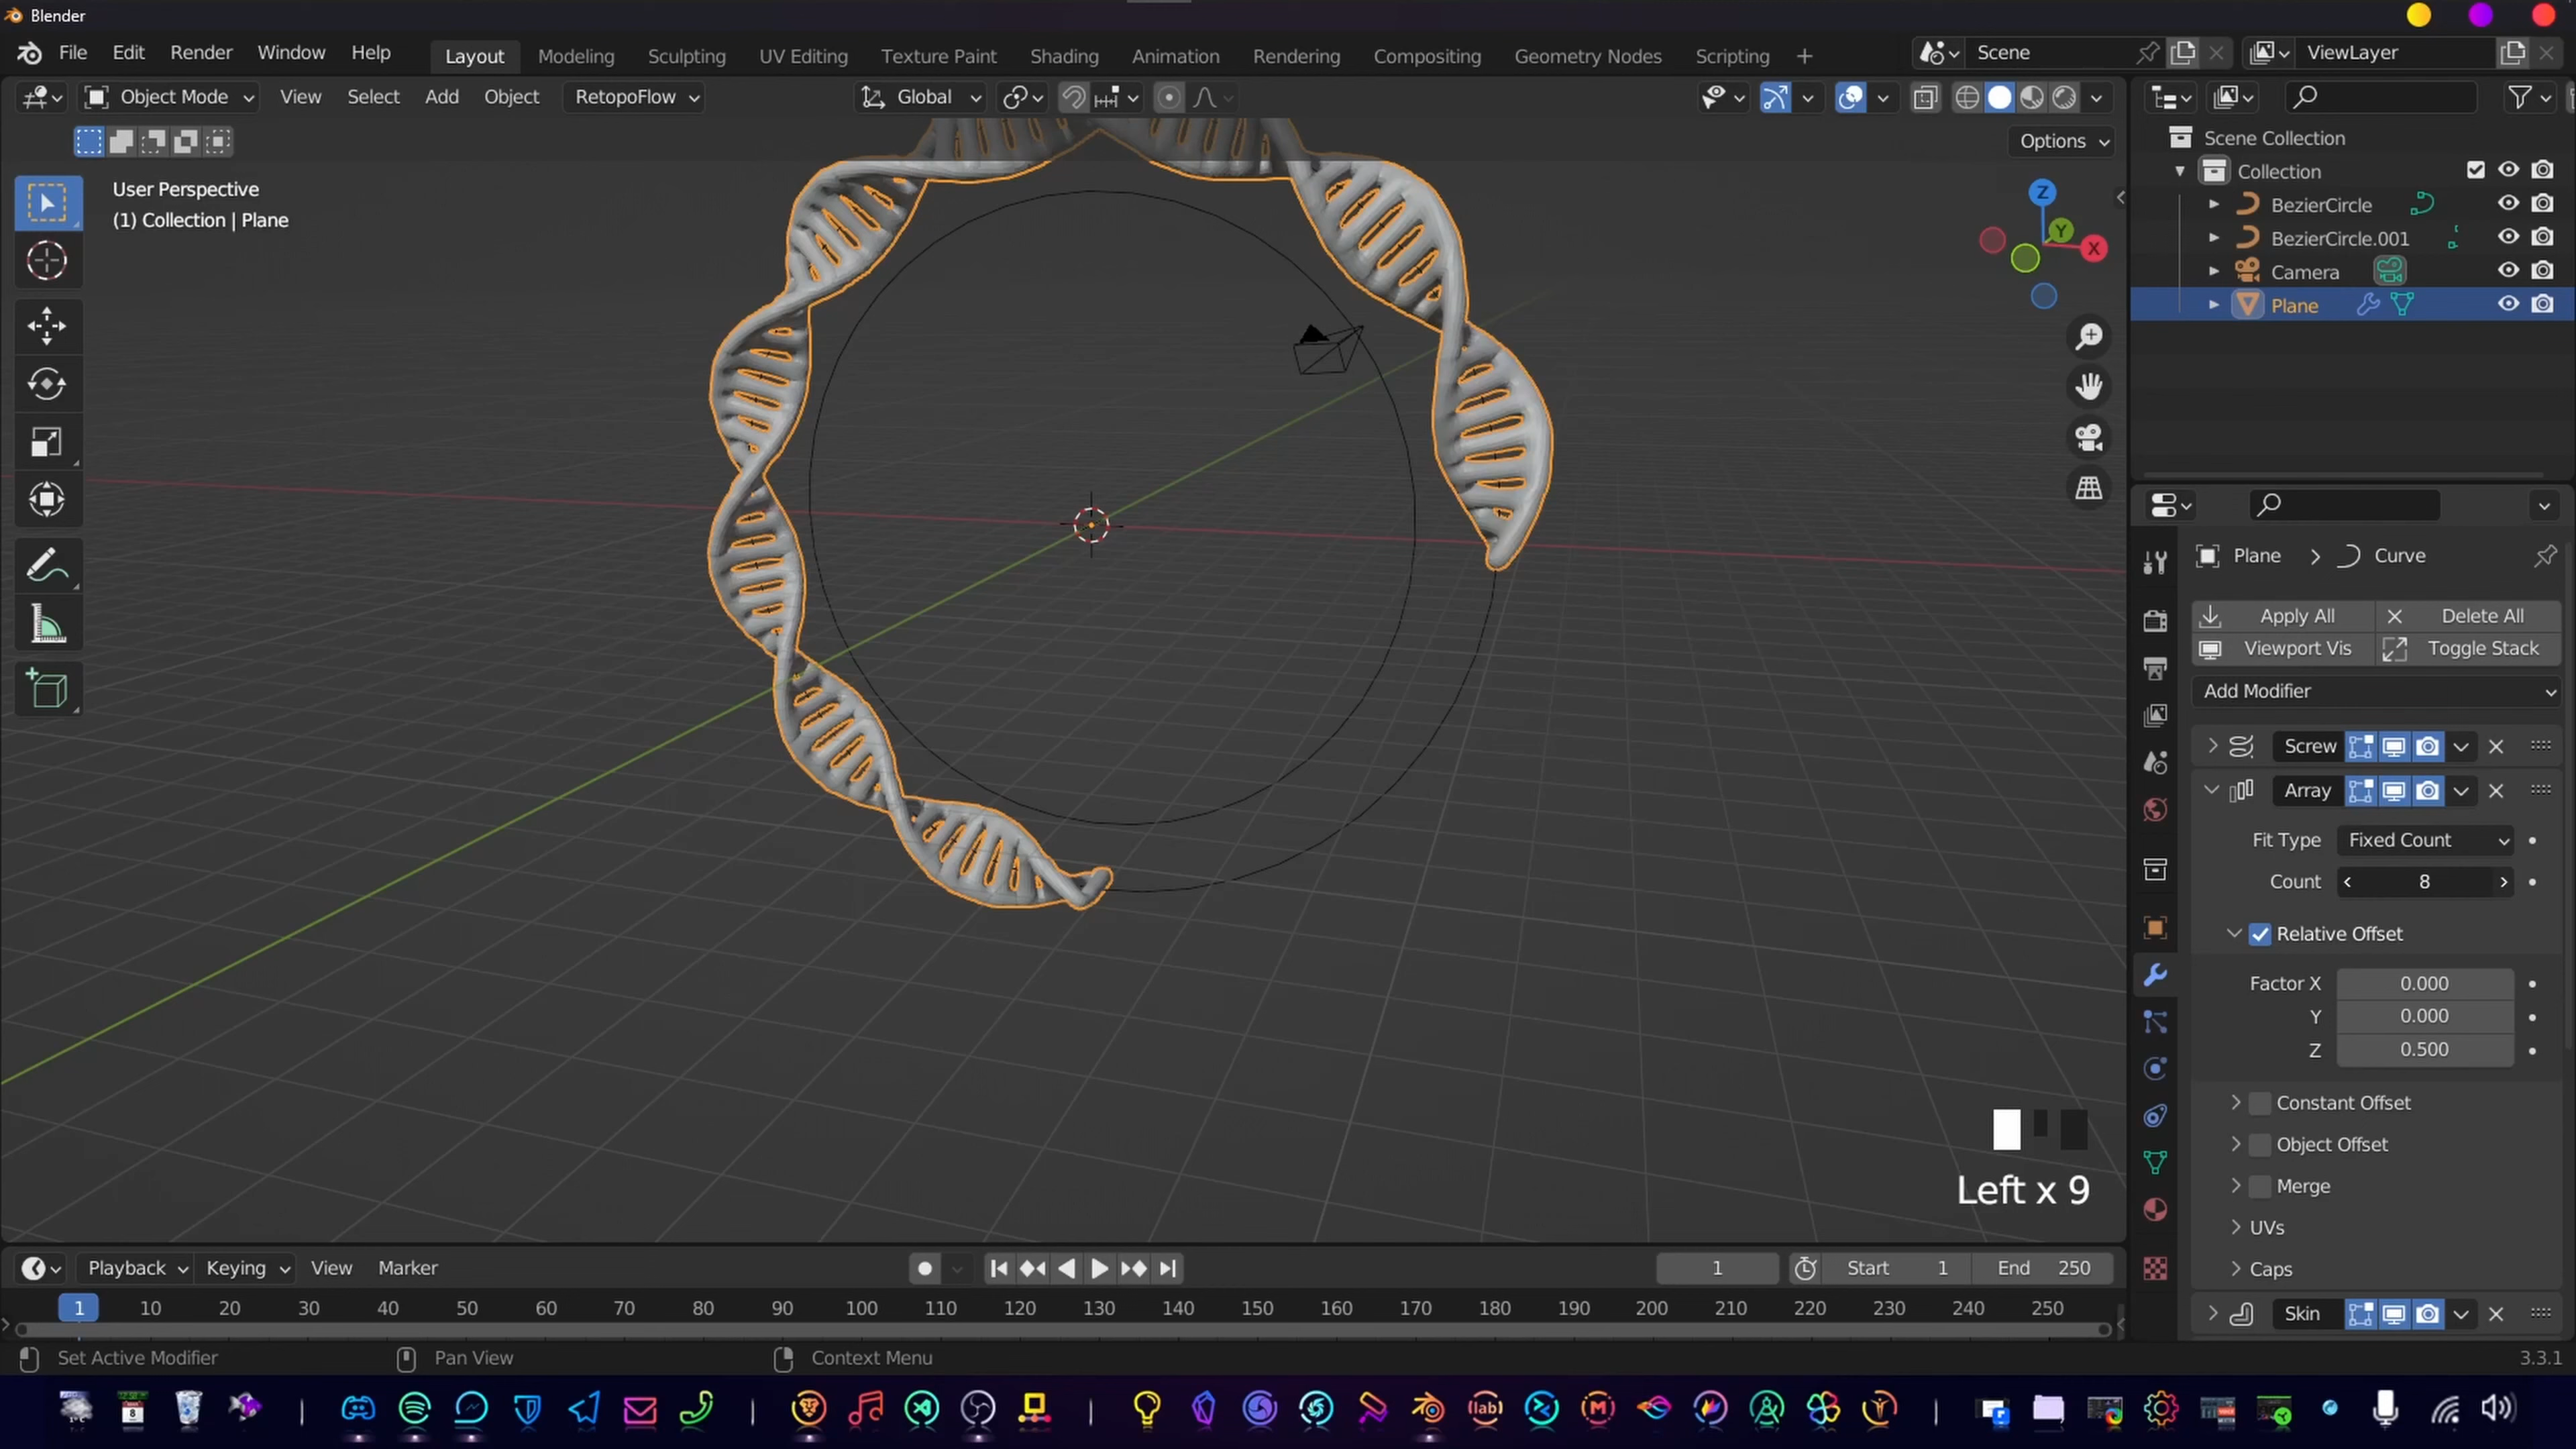 Blender
File Edit Render Window Help Layout Modeling Sculpting UV Editing Texture Paint Shading Animation Rendering Compositing Geometry Nodes Scripting + Scene ViewLayer
Object Mode View Select Add Object RetopoFlow Global
Options
User Perspective
(1) Collection | Plane
Z
Y
X
Left x 9
Scene Collection
Collection
BezierCircle
BezierCircle.001
Camera
Plane
Plane > Curve
Apply All Delete All
Viewport Vis Toggle Stack
Add Modifier
Screw
Array
Fit Type Fixed Count
Count 8
Relative Offset
Factor X 0.000
Y 0.000
Z 0.500
Constant Offset
Object Offset
Merge
UVs
Caps
Skin
Playback Keying View Marker 1 Start 1 End 250
1 10 20 30 40 50 60 70 80 90 100 110 120 130 140 150 160 170 180 190 200 210 220 230 240 250
Set Active Modifier Pan View Context Menu 3.3.1
8 lab M